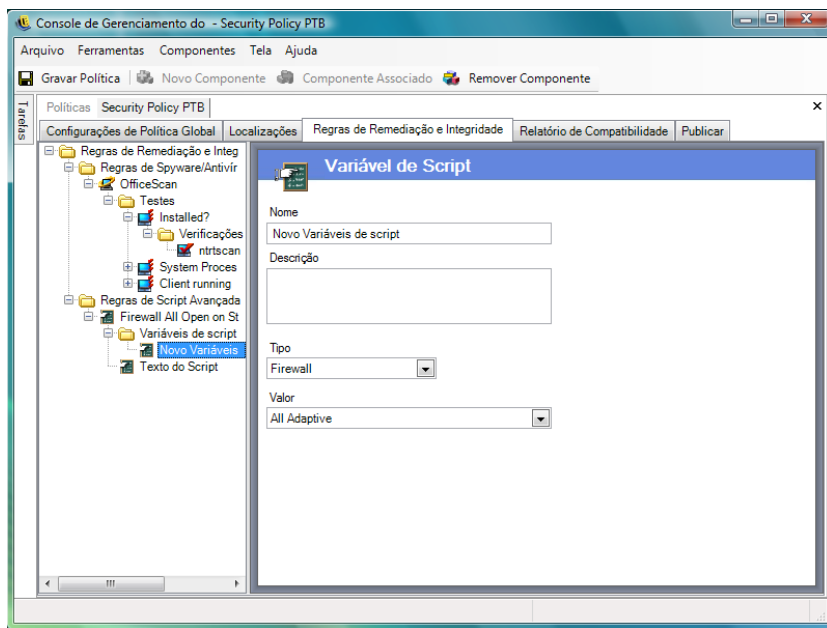 Console de Gerenciamento do - Security Policy PTB
Arquivo Ferramentas Componentes Tela Ajuda
Gravar Política Novo Componente Componente Associado Remover Componente
Tarefas
Políticas Security Policy PTB
Configurações de Política Global Localizações Regras de Remediação e Integridade Relatório de Compatibilidade Publicar
Regras de Remediação e Integ
Regras de Spyware/Antivír
OfficeScan
Testes
Installed?
Verificações
ntrtscan
System Proces
Client running
Regras de Script Avançada
Firewall All Open on St
Variáveis de script
Novo Variáveis
Texto do Script
Variável de Script
Nome
Novo Variáveis de script
Descrição
Tipo
Firewall
Valor
All Adaptive